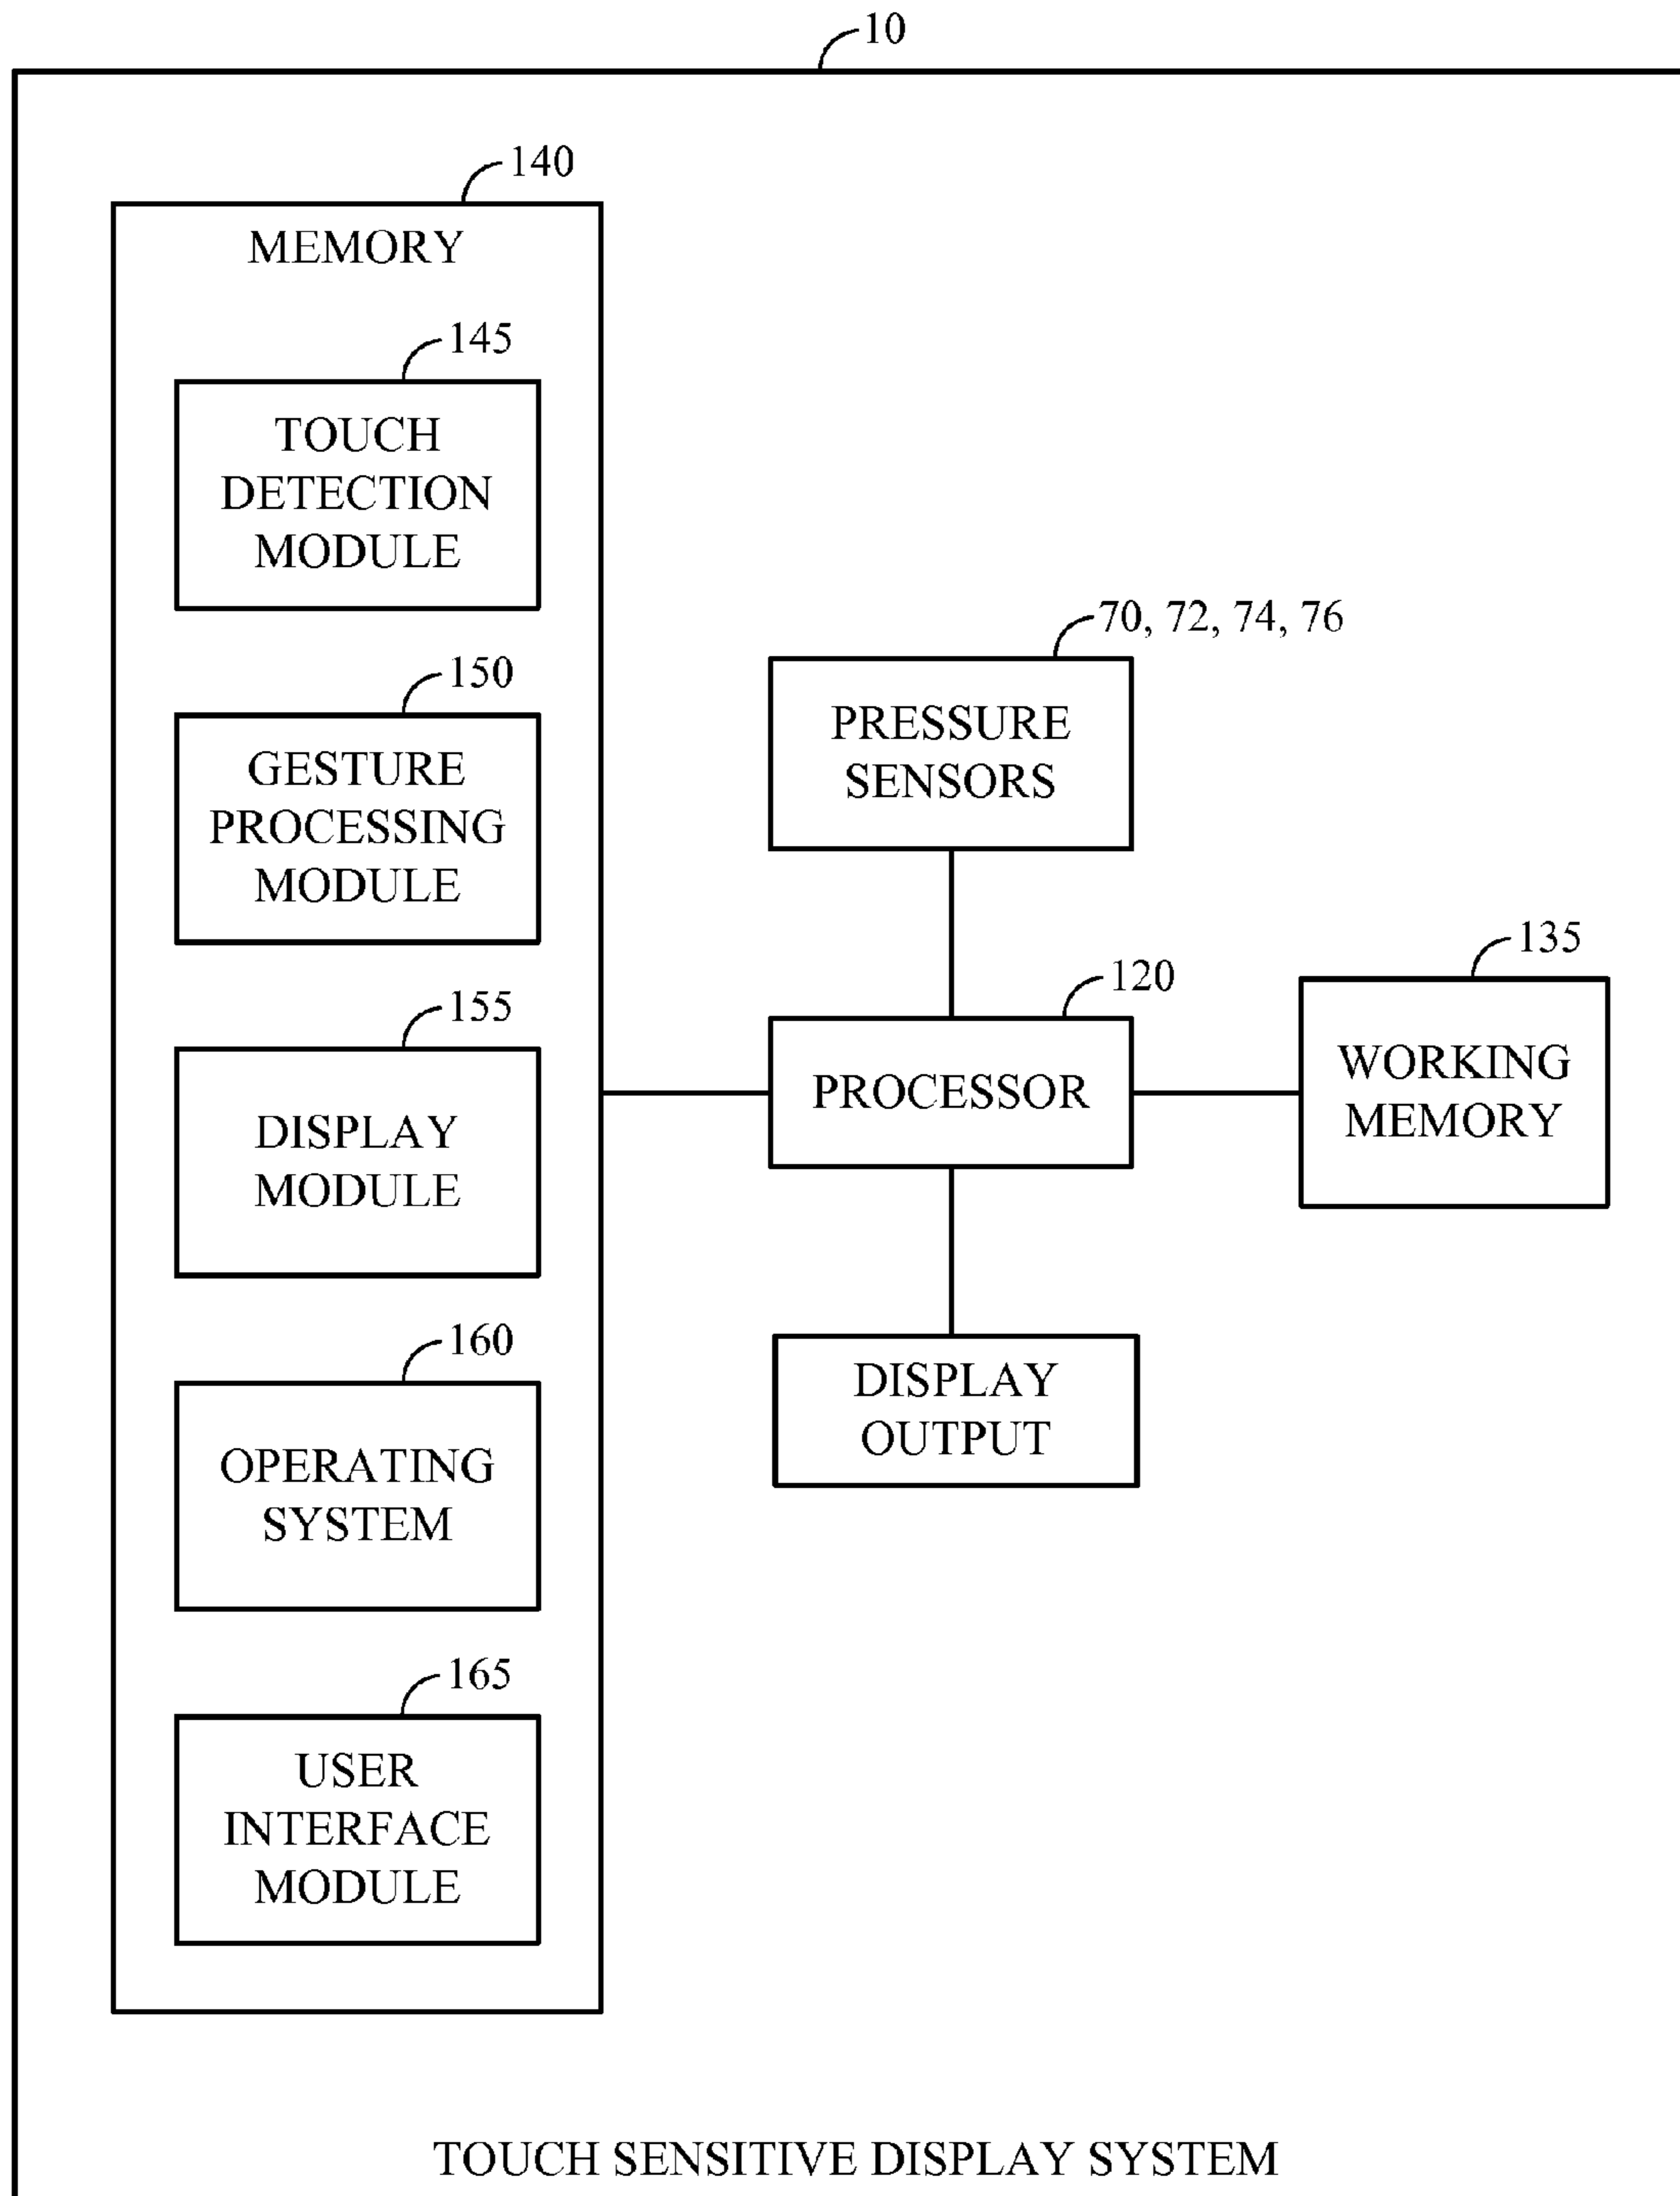 10
140
MEMORY
145
TOUCH
DETECTION
MODULE
150
GESTURE
PROCESSING
MODULE
155
DISPLAY
MODULE
160
OPERATING
SYSTEM
165
USER
INTERFACE
MODULE
70, 72, 74, 76
PRESSURE
SENSORS
120
PROCESSOR
135
WORKING
MEMORY
DISPLAY
OUTPUT
TOUCH SENSITIVE DISPLAY SYSTEM